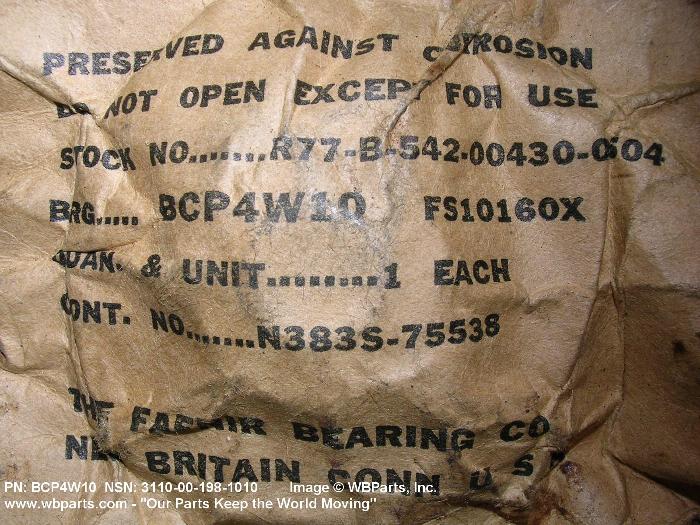 PRESERVED AGAINST CORROSION
DO NOT OPEN EXCEPT FOR USE
STOCK NO.......R77-B-542-00430-0504
BRG..... BCP4W10 FS10160X
QUAN. & UNIT.........1 EACH
CONT. NO.......N383S-75538
THE FAFNIR BEARING CO.
NEW BRITAIN CONN U S A
PN: BCP4W10 NSN: 3110-00-198-1010 Image © WBParts, Inc.
www.wbparts.com - "Our Parts Keep the World Moving"